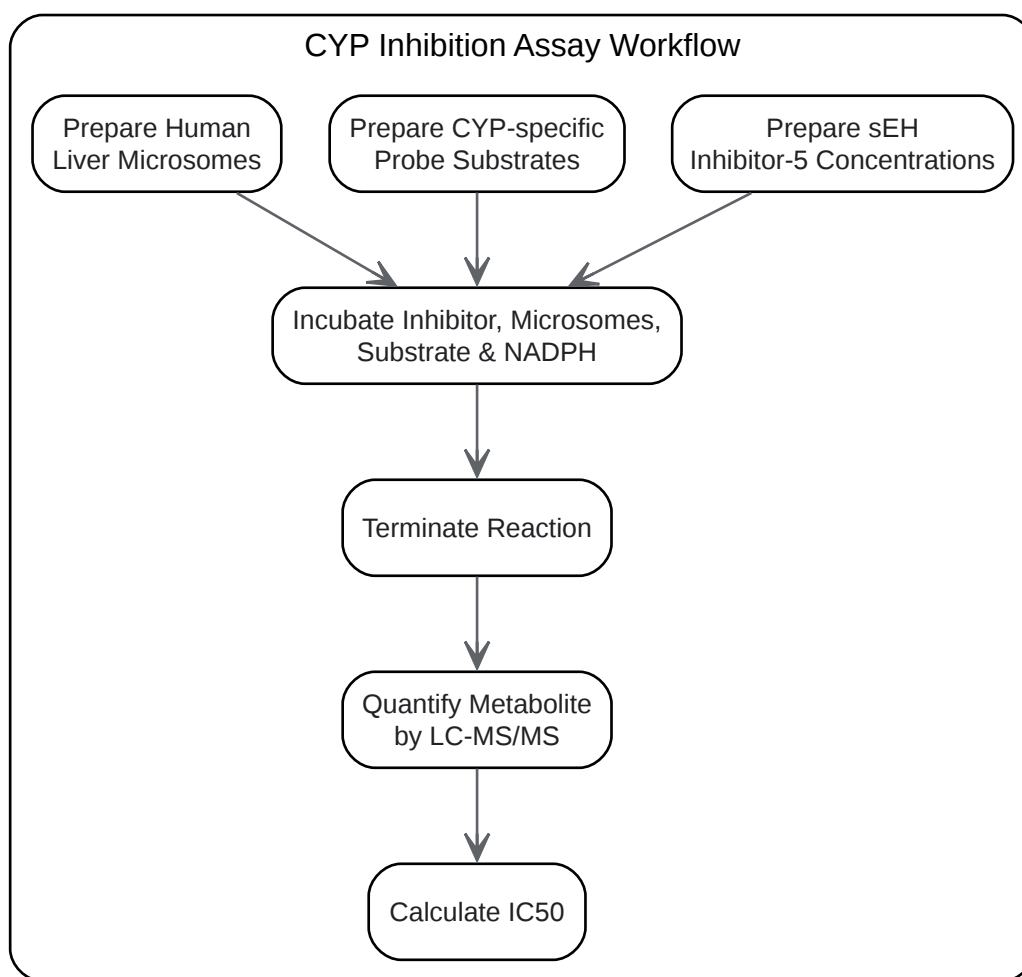 CYP Inhibition Assay Workflow
Prepare Human
Liver Microsomes
Prepare CYP-specific
Probe Substrates
Prepare sEH
Inhibitor-5 Concentrations
Incubate Inhibitor, Microsomes,
Substrate & NADPH
Terminate Reaction
Quantify Metabolite
by LC-MS/MS
Calculate IC50